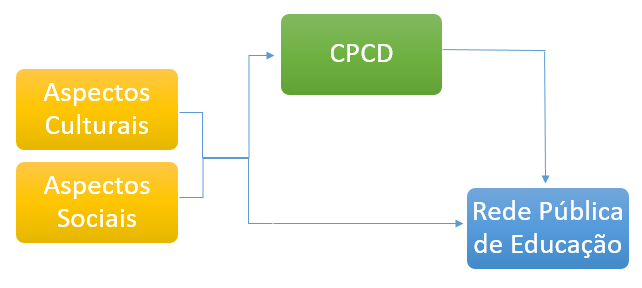 CPCD
Aspectos
Culturais
Aspectos
Sociais
Rede Pública
de Educação